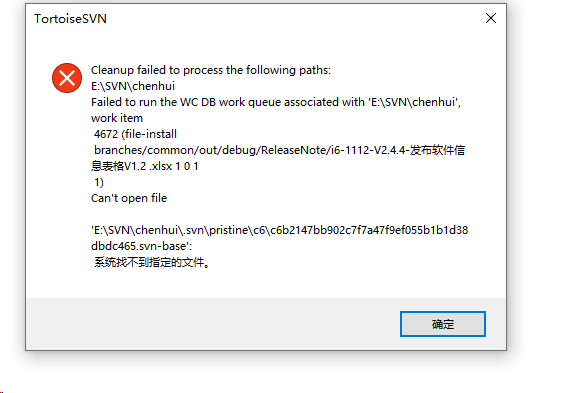 TortoiseSVN
Cleanup failed to process the following paths:
E:\SVN\chenhui
Failed to run the WC DB work queue associated with 'E:\SVN\chenhui',
work item
4672 (file-install
branches/common/out/debug/ReleaseNote/i6-1112-V2.4.4-发布软件信
息表格V1.2 .xlsx 1 0 1
1)
Can't open file
'E:\SVN\chenhui\.svn\pristine\c6\c6b2147bb902c7f7a47f9ef055b1b1d38
dbdc465.svn-base':
系统找不到指定的文件。
确定